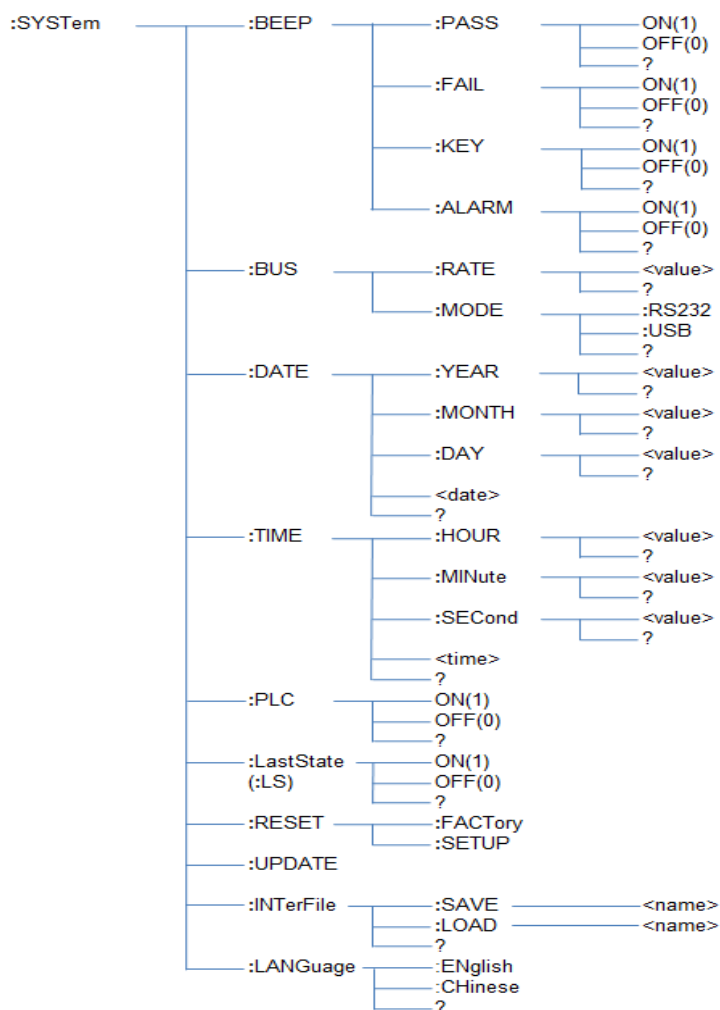 :SYSTem :BEEP :PASS ON(1)
OFF(0)
?
:FAIL ON(1)
OFF(0)
?
:KEY ON(1)
OFF(0)
?
:ALARM ON(1)
OFF(0)
?
:BUS :RATE <value>
?
:MODE :RS232
:USB
?
:DATE :YEAR <value>
?
:MONTH <value>
?
:DAY <value>
?
<date>
?
:TIME :HOUR <value>
?
:MINute <value>
?
:SECond <value>
?
<time>
?
:PLC ON(1)
OFF(0)
?
:LastState ON(1)
(:LS) OFF(0)
?
:RESET :FACTory
:SETUP
:UPDATE
:INTerFile :SAVE <name>
:LOAD <name>
?
:LANGuage :ENglish
:CHinese
?